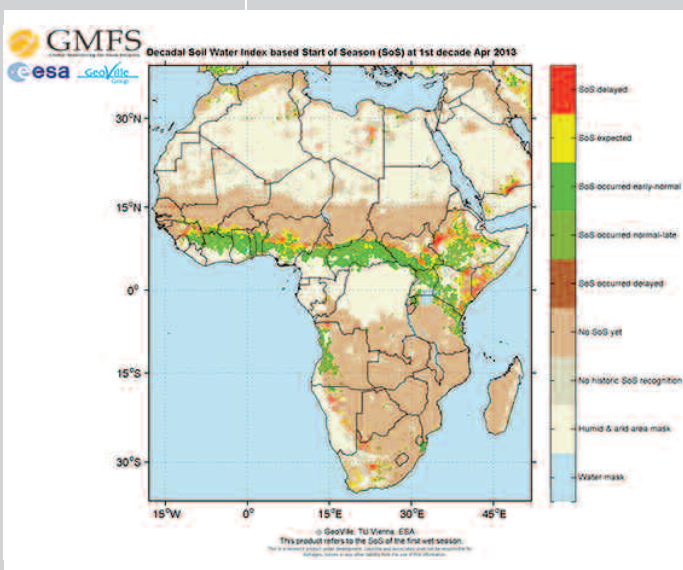 GMFS
esa GeoVille
Group
Decadal Soil Water Index based Start of Season (SoS) at 1st decade Apr 2013
SoS delayed
SoS expected
SoS occurred early-normal
SoS occurred normal-late
SoS occurred delayed
No SoS yet
No historic SoS recognition
Humid & arid area mask
Water mask
30°N
15°N
0°
15°S
30°S
15°W 0° 15°E 30°E 45°E
© GeoVille, TU Vienna, ESA
This product refers to the SoS of the first wet season.